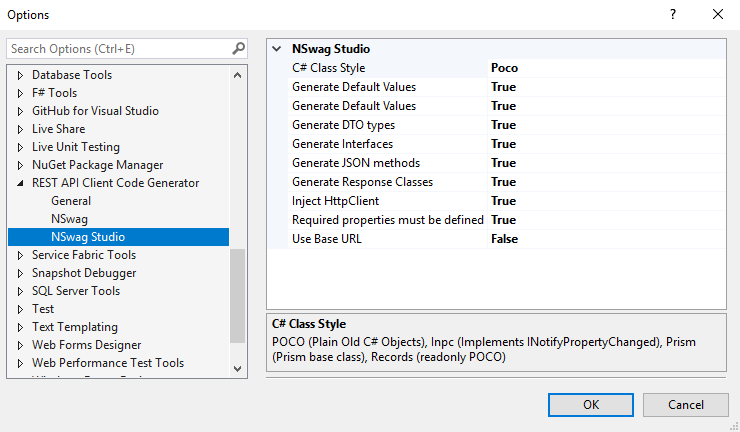 Options
?
Search Options (Ctrl+E)
Database Tools
F# Tools
GitHub for Visual Studio
Live Share
Live Unit Testing
NuGet Package Manager
REST API Client Code Generator
General
NSwag
NSwag Studio
Service Fabric Tools
Snapshot Debugger
SQL Server Tools
Test
Text Templating
Web Forms Designer
Web Performance Test Tools
NSwag Studio
C# Class Style Poco
Generate Default Values True
Generate Default Values True
Generate DTO types True
Generate Interfaces True
Generate JSON methods True
Generate Response Classes True
Inject HttpClient True
Required properties must be defined True
Use Base URL False
C# Class Style
POCO (Plain Old C# Objects), Inpc (Implements INotifyPropertyChanged), Prism
(Prism base class), Records (readonly POCO)
OK Cancel